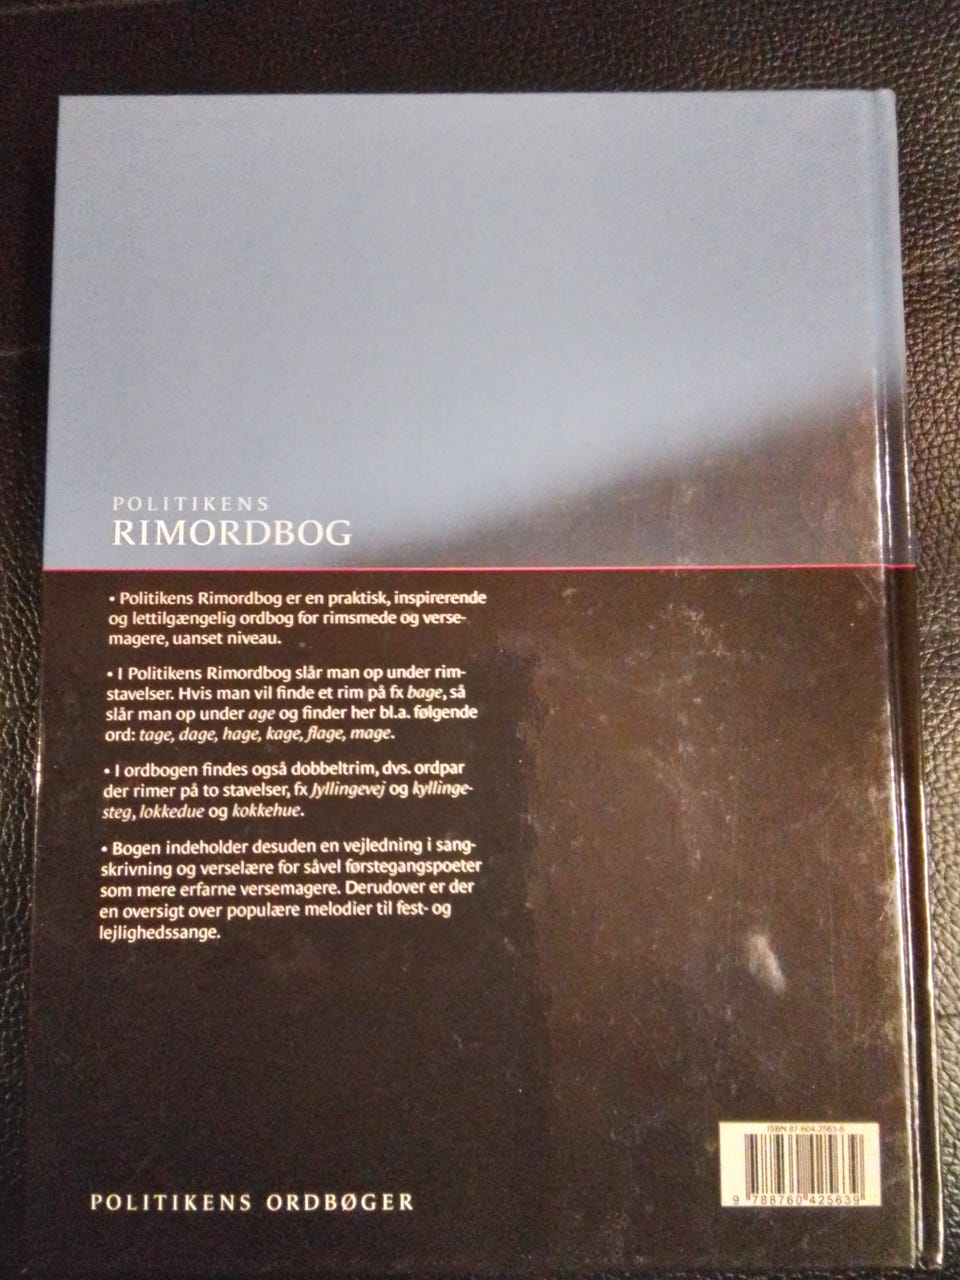 POLITIKENS
RIMORDBOG
• Politikens Rimordbog er en praktisk, inspirerende
og lettilgængelig ordbog for rimsmede og verse-
magere, uanset niveau.
• I Politikens Rimordbog slår man op under rim-
stavelser. Hvis man vil finde et rim på fx bage, så
slår man op under age og finder her bl.a. følgende
ord: tage, dage, hage, kage, flage, mage.
• I ordbogen findes også dobbeltrim, dvs. ordpar
der rimer på to stavelser, fx Jyllingevej og kyllinge-
steg, lokkedue og kokkehue.
• Bogen indeholder desuden en vejledning i sang-
skrivning og verselære for såvel førstegangspoeter
som mere erfarne versemagere. Derudover er der
en oversigt over populære melodier til fest- og
lejlighedssange.
ISBN 87-604-2563-8
9 788760 425639
POLITIKENS ORDBØGER